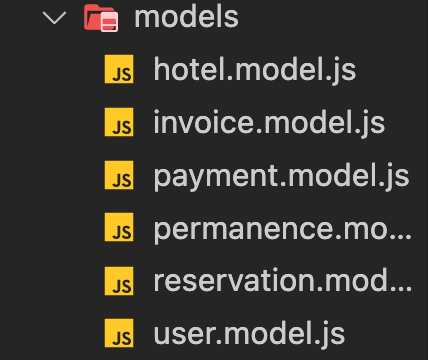 models
JS hotel.model.js
JS invoice.model.js
JS payment.model.js
JS permanence.mo...
JS reservation.mod...
JS user.model.js